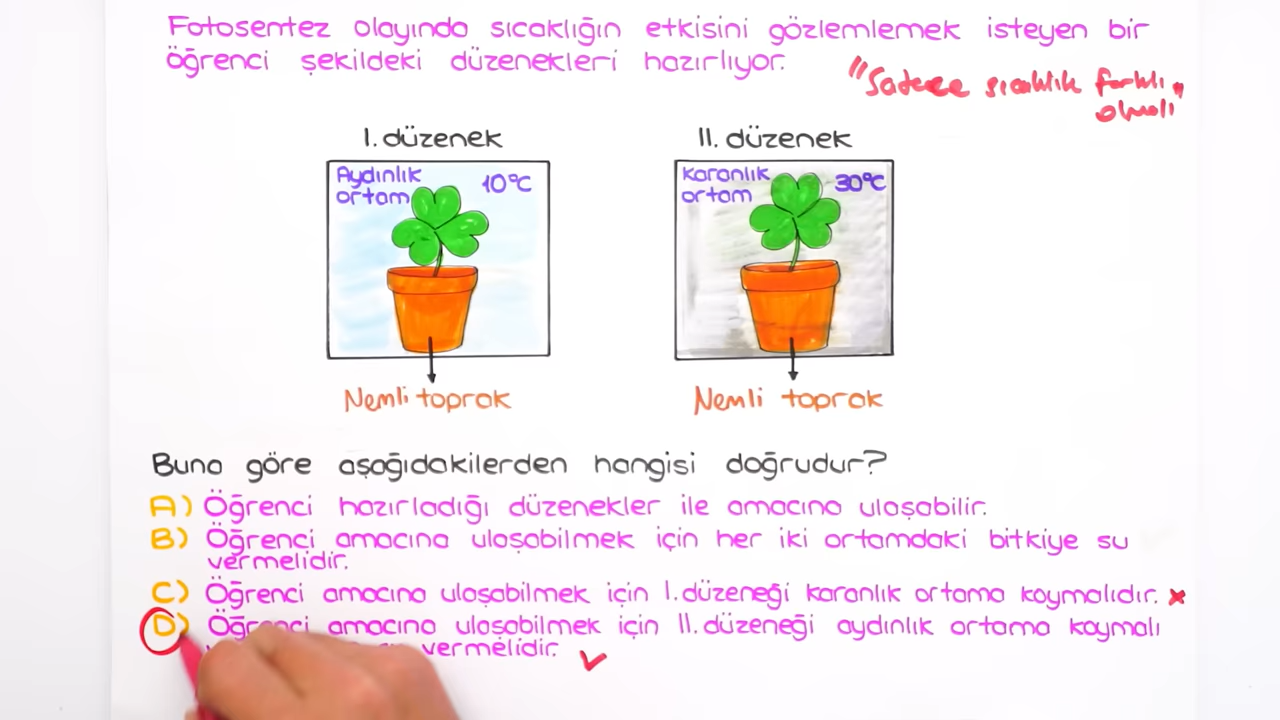 Fotosentez olayında sıcaklığın etkisini gözlemlemek isteyen bir
öğrenci şekildeki düzenekleri hazırlıyor.
"Sadece sıcaklık farklı
olmalı"
I. düzenek
II. düzenek
Aydınlık
ortam
10°C
Karanlık
ortam
30°C
Nemli toprak
Nemli toprak
Buna göre aşağıdakilerden hangisi doğrudur?
A) Öğrenci hazırladığı düzenekler ile amacına ulaşabilir.
B) Öğrenci amacına ulaşabilmek için her iki ortamdaki bitkiye su
vermelidir.
C) Öğrenci amacına ulaşabilmek için I. düzeneği karanlık ortama koymalıdır.
D) Öğrenci amacına ulaşabilmek için II. düzeneği aydınlık ortama koymalı
vermelidir.